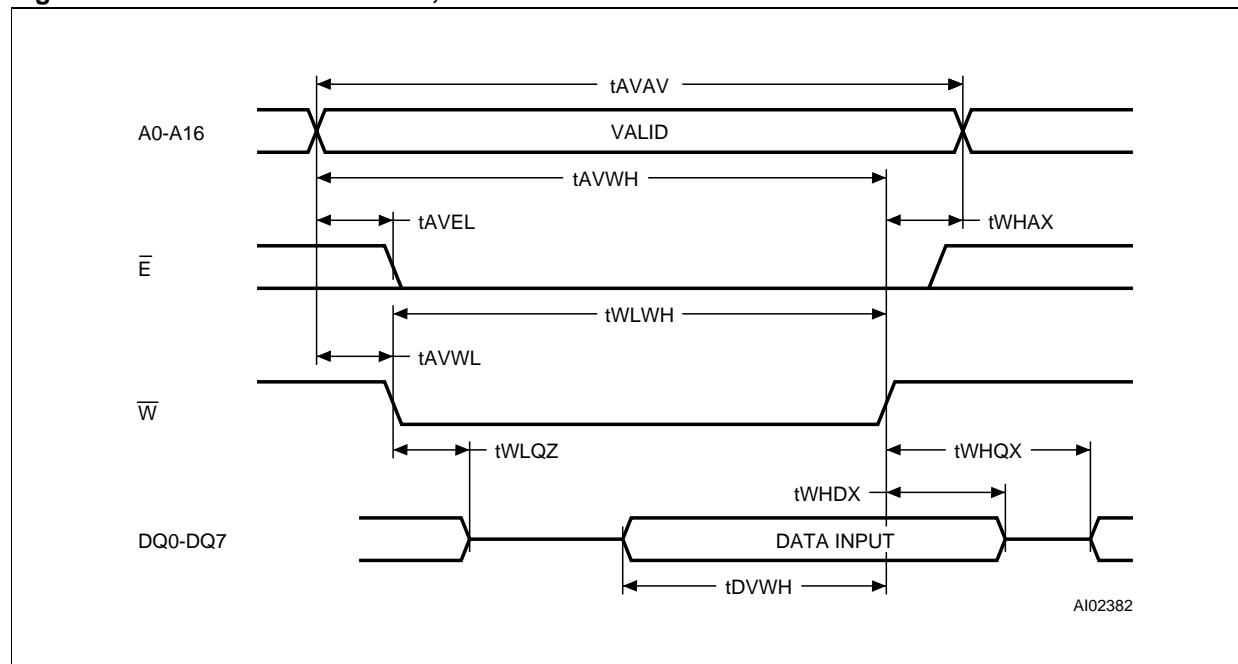 tAVAV
A0-A16
VALID
tAVWH
tAVEL
tWHAX
E̅
tWLWH
tAVWL
W̅
tWLQZ
tWHQX
tWHDX
DQ0-DQ7
DATA INPUT
tDVWH
AI02382